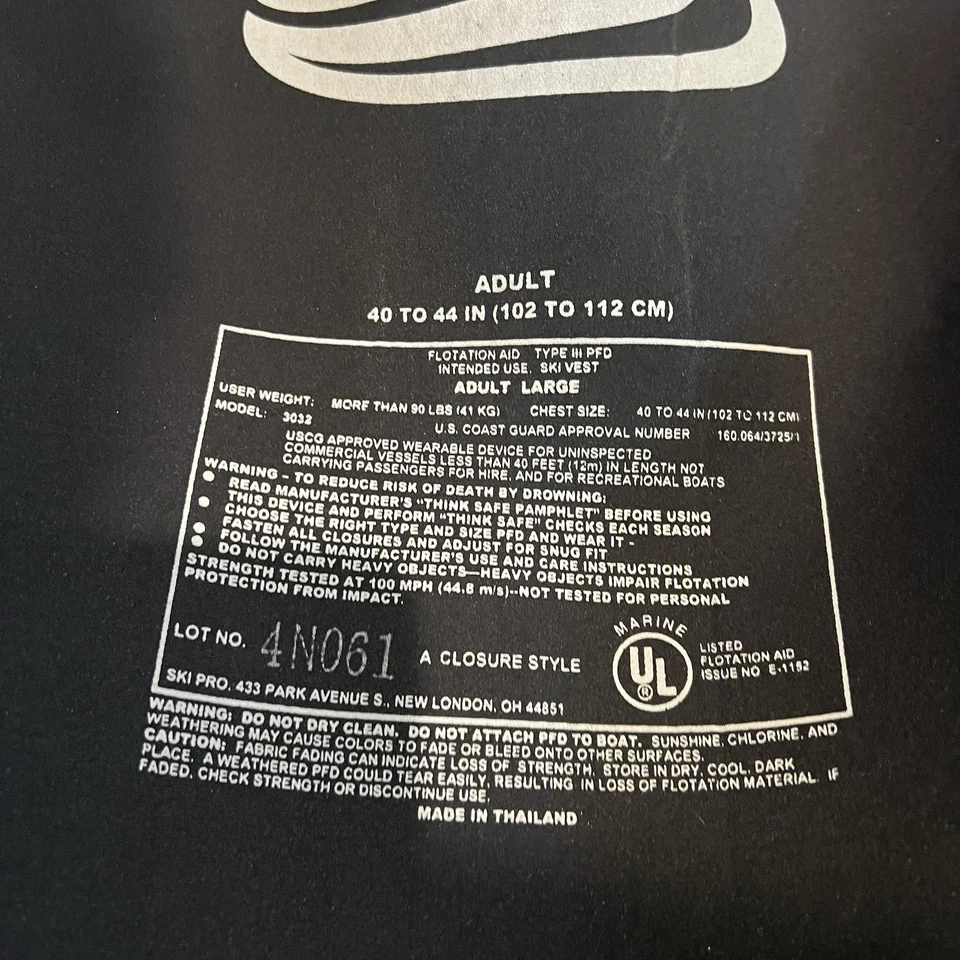 ADULT
40 TO 44 IN (102 TO 112 CM)
FLOTATION AID TYPE III PFD
INTENDED USE. SKI VEST
ADULT LARGE
USER WEIGHT: MORE THAN 90 LBS (41 KG) CHEST SIZE: 40 TO 44 IN (102 TO 112 CM)
MODEL: 3032 U.S. COAST GUARD APPROVAL NUMBER 160.064/3725/1
USCG APPROVED WEARABLE DEVICE FOR UNINSPECTED
COMMERCIAL VESSELS LESS THAN 40 FEET (12m) IN LENGTH NOT
CARRYING PASSENGERS FOR HIRE, AND FOR RECREATIONAL BOATS
WARNING - TO REDUCE RISK OF DEATH BY DROWNING:
● READ MANUFACTURER'S "THINK SAFE PAMPHLET" BEFORE USING
THIS DEVICE AND PERFORM "THINK SAFE" CHECKS EACH SEASON
● CHOOSE THE RIGHT TYPE AND SIZE PFD AND WEAR IT -
FASTEN ALL CLOSURES AND ADJUST FOR SNUG FIT
● FOLLOW THE MANUFACTURER'S USE AND CARE INSTRUCTIONS
● DO NOT CARRY HEAVY OBJECTS—HEAVY OBJECTS IMPAIR FLOTATION
STRENGTH TESTED AT 100 MPH (44.8 m/s)--NOT TESTED FOR PERSONAL
PROTECTION FROM IMPACT.
LOT NO. 4N061 A CLOSURE STYLE
MARINE
UL
®
LISTED
FLOTATION AID
ISSUE NO E-1152
SKI PRO. 433 PARK AVENUE S., NEW LONDON, OH 44851
WARNING: DO NOT DRY CLEAN. DO NOT ATTACH PFD TO BOAT. SUNSHINE, CHLORINE, AND
WEATHERING MAY CAUSE COLORS TO FADE OR BLEED ONTO OTHER SURFACES.
CAUTION: FABRIC FADING CAN INDICATE LOSS OF STRENGTH. STORE IN DRY, COOL, DARK
PLACE. A WEATHERED PFD COULD TEAR EASILY, RESULTING IN LOSS OF FLOTATION MATERIAL. IF
FADED, CHECK STRENGTH OR DISCONTINUE USE.
MADE IN THAILAND